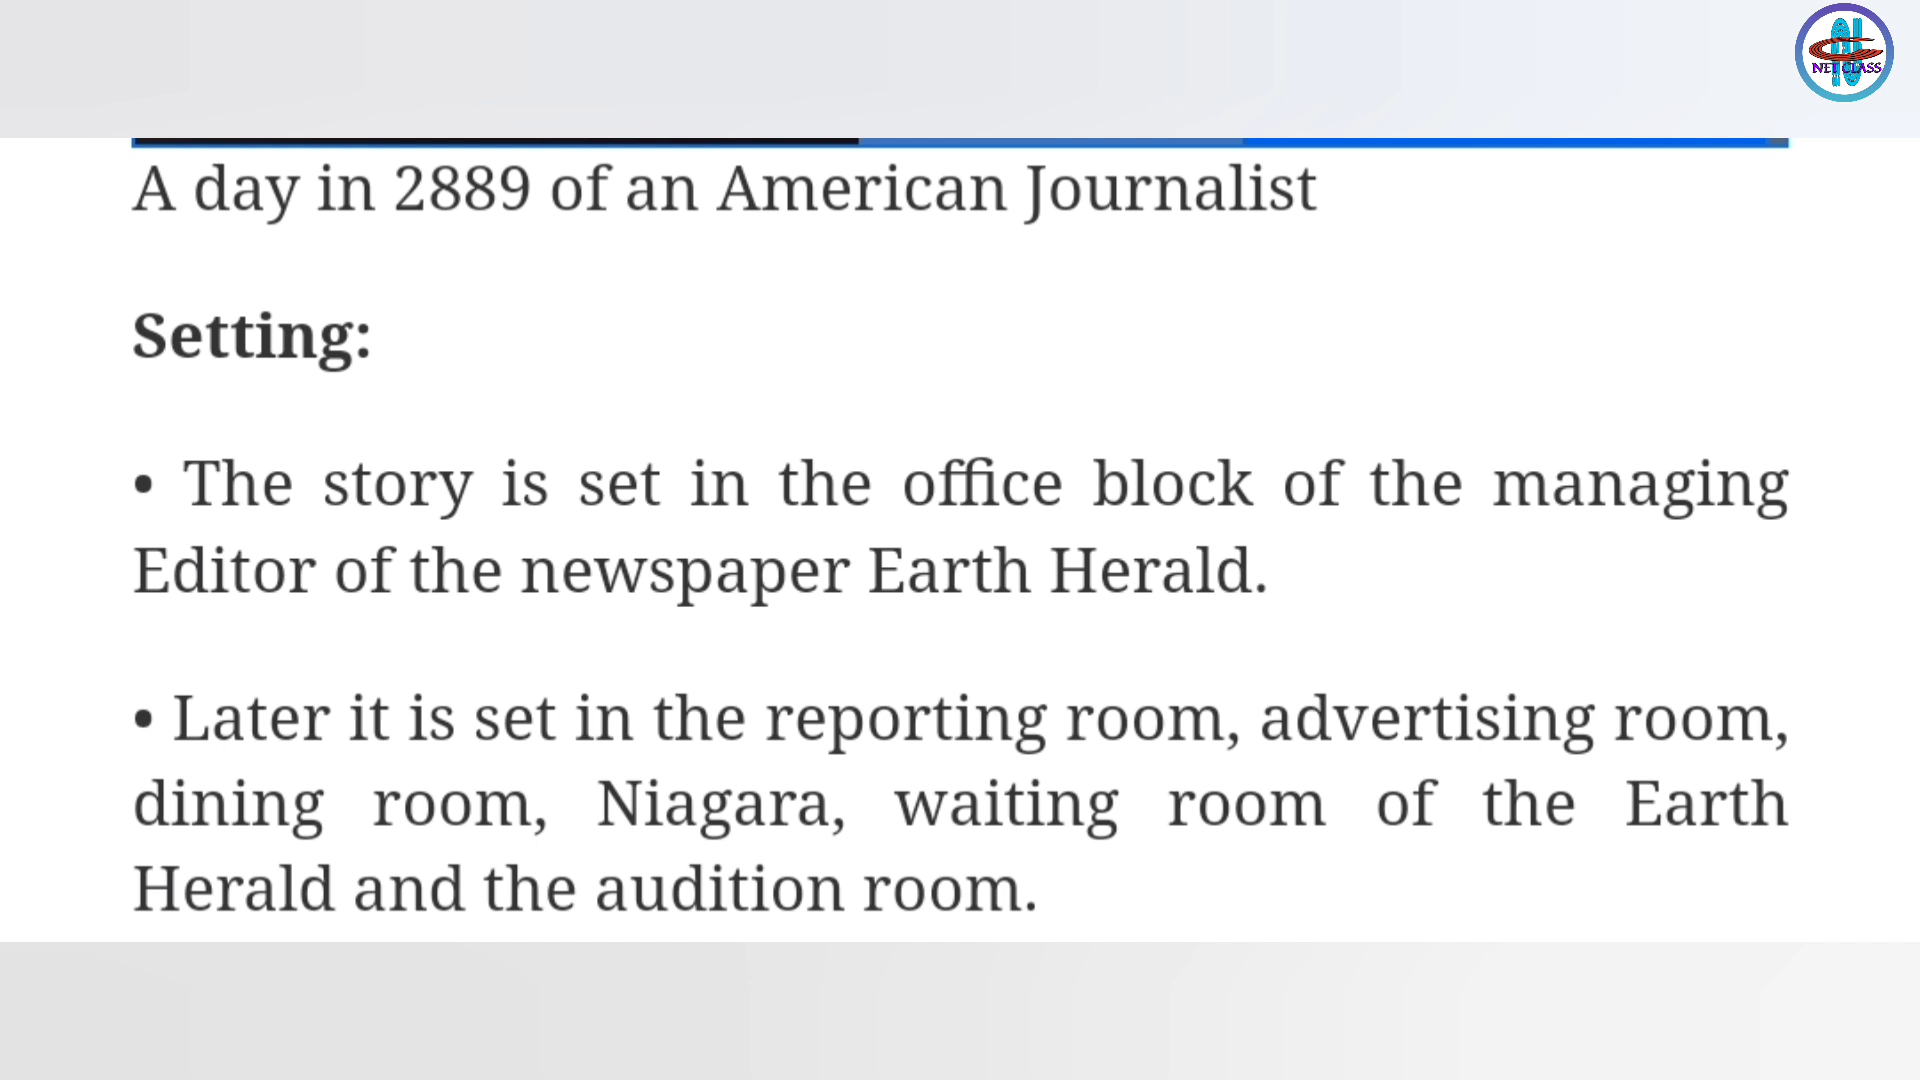 NET CLASS
A day in 2889 of an American Journalist
Setting:
• The story is set in the office block of the managing
Editor of the newspaper Earth Herald.
• Later it is set in the reporting room, advertising room,
dining room, Niagara, waiting room of the Earth
Herald and the audition room.